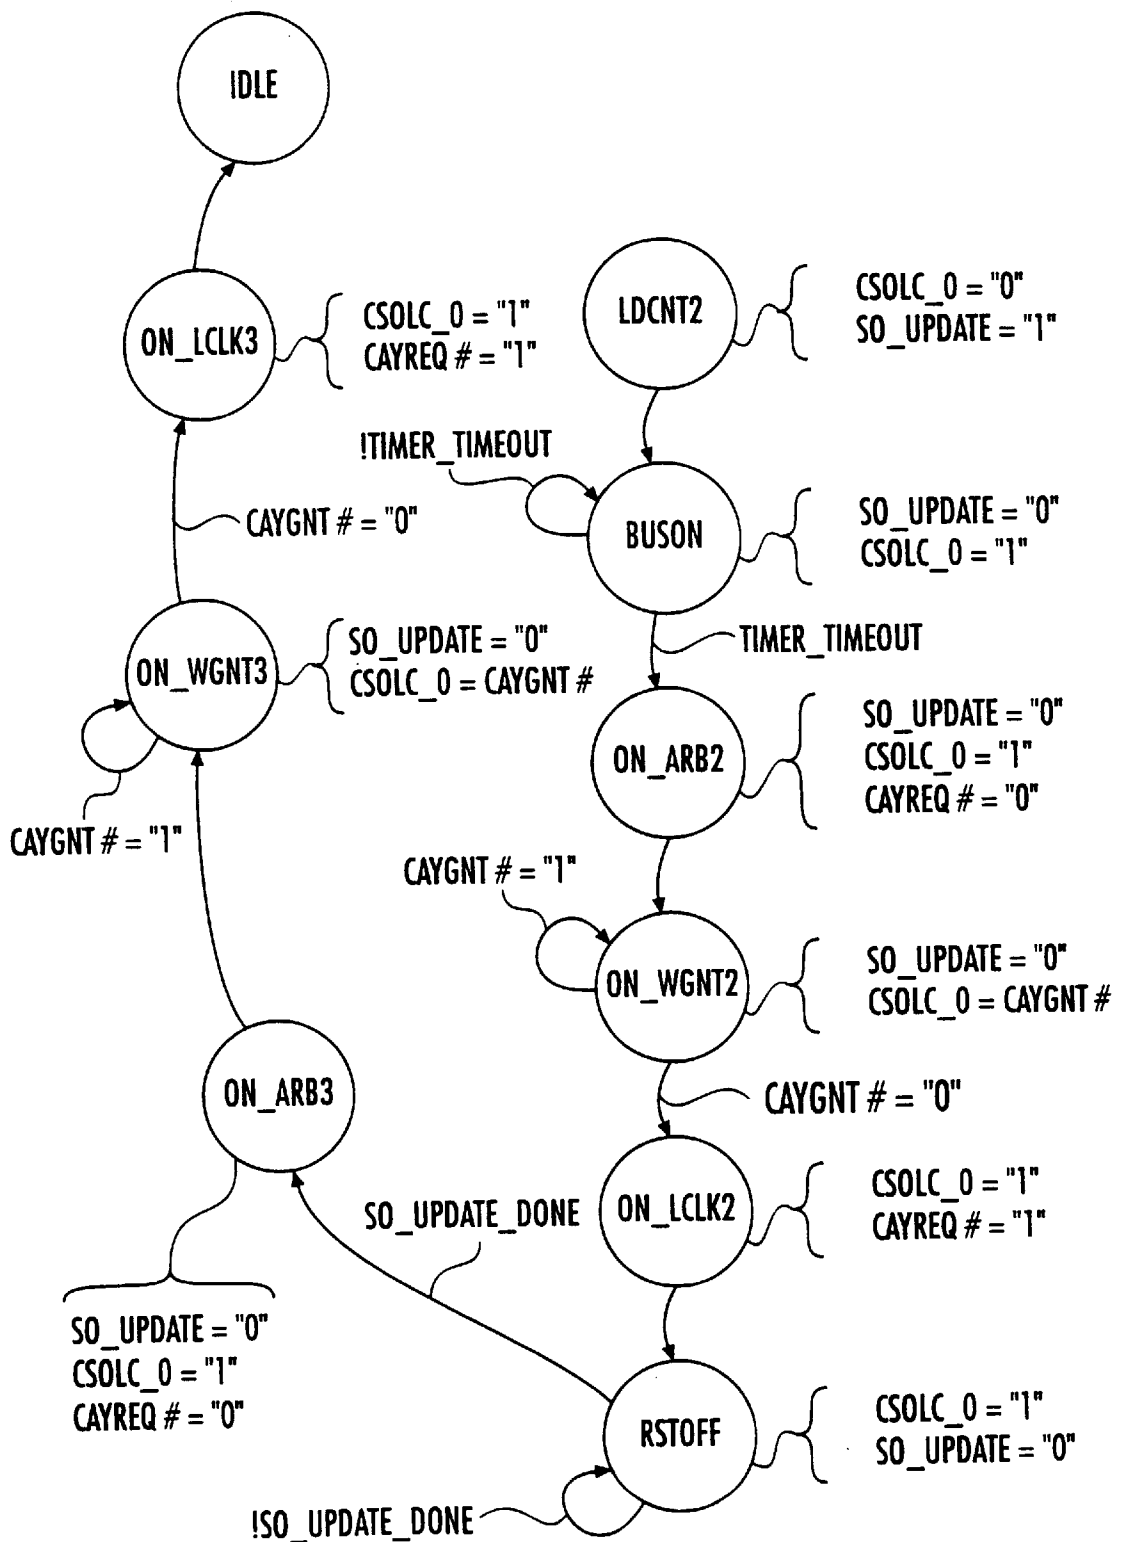 IDLE
ON_LCLK3
CSOLC_0 = "1"
CAYREQ # = "1"
LDCNT2
CSOLC_0 = "0"
SO_UPDATE = "1"
!TIMER_TIMEOUT
CAYGNT # = "0"
BUSON
SO_UPDATE = "0"
CSOLC_0 = "1"
ON_WGNT3
SO_UPDATE = "0"
CSOLC_0 = CAYGNT #
TIMER_TIMEOUT
CAYGNT # = "1"
ON_ARB2
SO_UPDATE = "0"
CSOLC_0 = "1"
CAYREQ # = "0"
CAYGNT # = "1"
ON_WGNT2
SO_UPDATE = "0"
CSOLC_0 = CAYGNT #
ON_ARB3
CAYGNT # = "0"
SO_UPDATE_DONE
ON_LCLK2
CSOLC_0 = "1"
CAYREQ # = "1"
SO_UPDATE = "0"
CSOLC_0 = "1"
CAYREQ # = "0"
RSTOFF
CSOLC_0 = "1"
SO_UPDATE = "0"
!SO_UPDATE_DONE